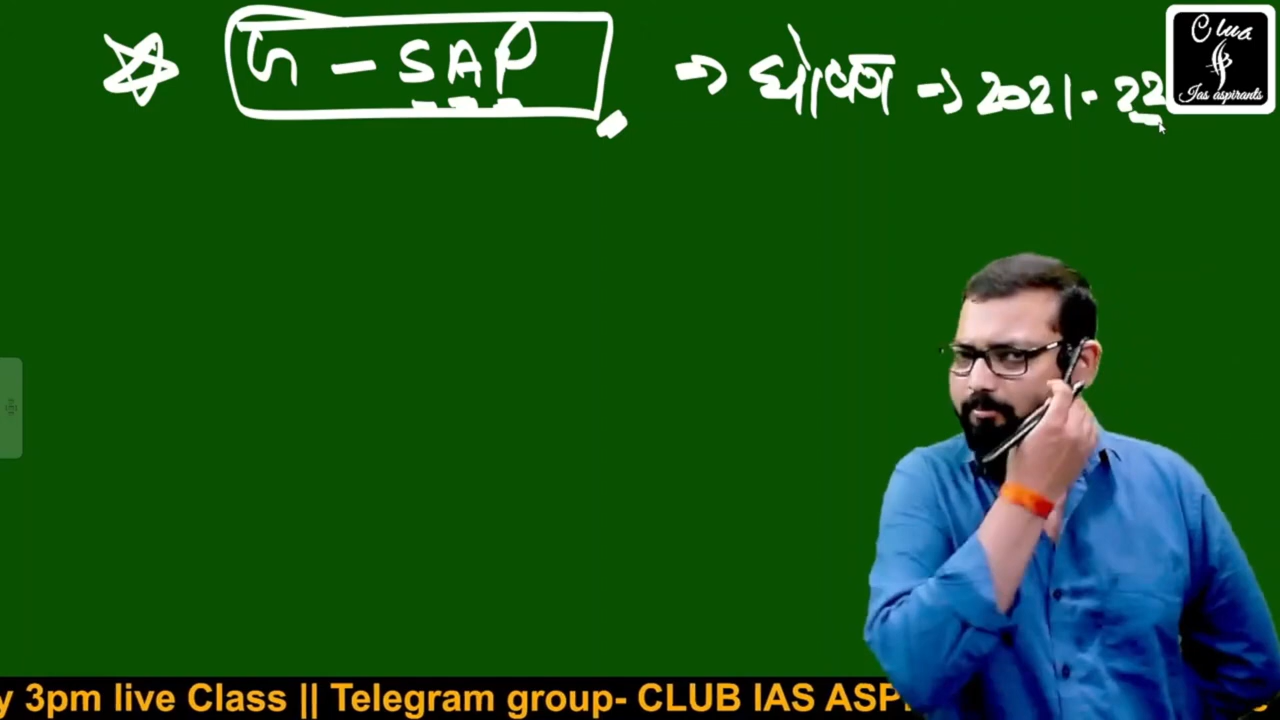 - SAP → घोषणा → 2021-22
Club
Ias aspirants
y 3pm live Class || Telegram group- CLUB IAS ASP